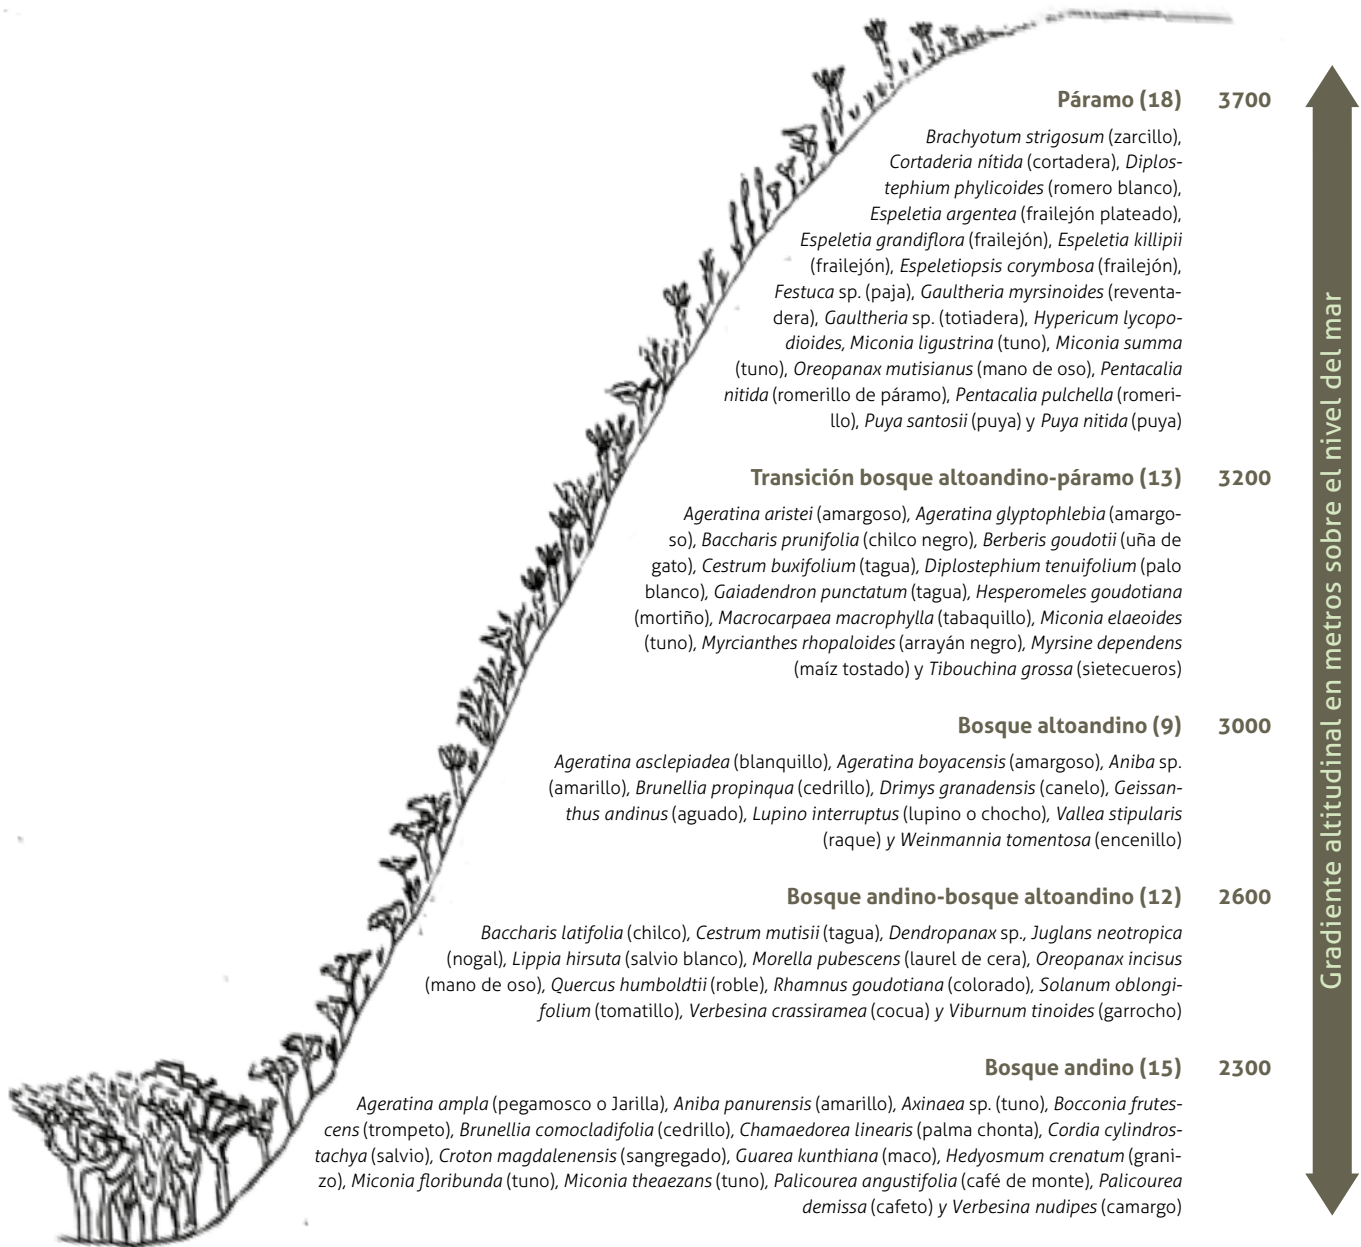 Páramo (18) 3700
Brachyotum strigosum (zarcillo),
Cortaderia nítida (cortadera), Diplos-
tephium phylicoides (romero blanco),
Espeletia argentea (frailejón plateado),
Espeletia grandiflora (frailejón), Espeletia killipii
(frailejón), Espeletiopsis corymbosa (frailejón),
Festuca sp. (paja), Gaultheria myrsinoides (reventa-
dera), Gaultheria sp. (totiadera), Hypericum lycopo-
dioides, Miconia ligustrina (tuno), Miconia summa
(tuno), Oreopanax mutisianus (mano de oso), Pentacalia
nitida (romerillo de páramo), Pentacalia pulchella (romeri-
llo), Puya santosii (puya) y Puya nitida (puya)
Transición bosque altoandino-páramo (13) 3200
Ageratina aristei (amargoso), Ageratina glyptophlebia (amargo-
so), Baccharis prunifolia (chilco negro), Berberis goudotii (uña de
gato), Cestrum buxifolium (tagua), Diplostephium tenuifolium (palo
blanco), Gaiadendron punctatum (tagua), Hesperomeles goudotiana
(mortiño), Macrocarpaea macrophylla (tabaquillo), Miconia elaeoides
(tuno), Myrcianthes rhopaloides (arrayán negro), Myrsine dependens
(maíz tostado) y Tibouchina grossa (sietecueros)
Bosque altoandino (9) 3000
Ageratina asclepiadea (blanquillo), Ageratina boyacensis (amargoso), Aniba sp.
(amarillo), Brunellia propinqua (cedrillo), Drimys granadensis (canelo), Geissan-
thus andinus (aguado), Lupino interruptus (lupino o chocho), Vallea stipularis
(raque) y Weinmannia tomentosa (encenillo)
Bosque andino-bosque altoandino (12) 2600
Baccharis latifolia (chilco), Cestrum mutisii (tagua), Dendropanax sp., Juglans neotropica
(nogal), Lippia hirsuta (salvio blanco), Morella pubescens (laurel de cera), Oreopanax incisus
(mano de oso), Quercus humboldtii (roble), Rhamnus goudotiana (colorado), Solanum oblongi-
folium (tomatillo), Verbesina crassiramea (cocua) y Viburnum tinoides (garrocho)
Bosque andino (15) 2300
Ageratina ampla (pegamosco o Jarilla), Aniba panurensis (amarillo), Axinaea sp. (tuno), Bocconia frutes-
cens (trompeto), Brunellia comocladifolia (cedrillo), Chamaedorea linearis (palma chonta), Cordia cylindros-
tachya (salvio), Croton magdalenensis (sangregado), Guarea kunthiana (maco), Hedyosmum crenatum (grani-
zo), Miconia floribunda (tuno), Miconia theaezans (tuno), Palicourea angustifolia (café de monte), Palicourea
demissa (cafeto) y Verbesina nudipes (camargo)
Gradiente altitudinal en metros sobre el nivel del mar